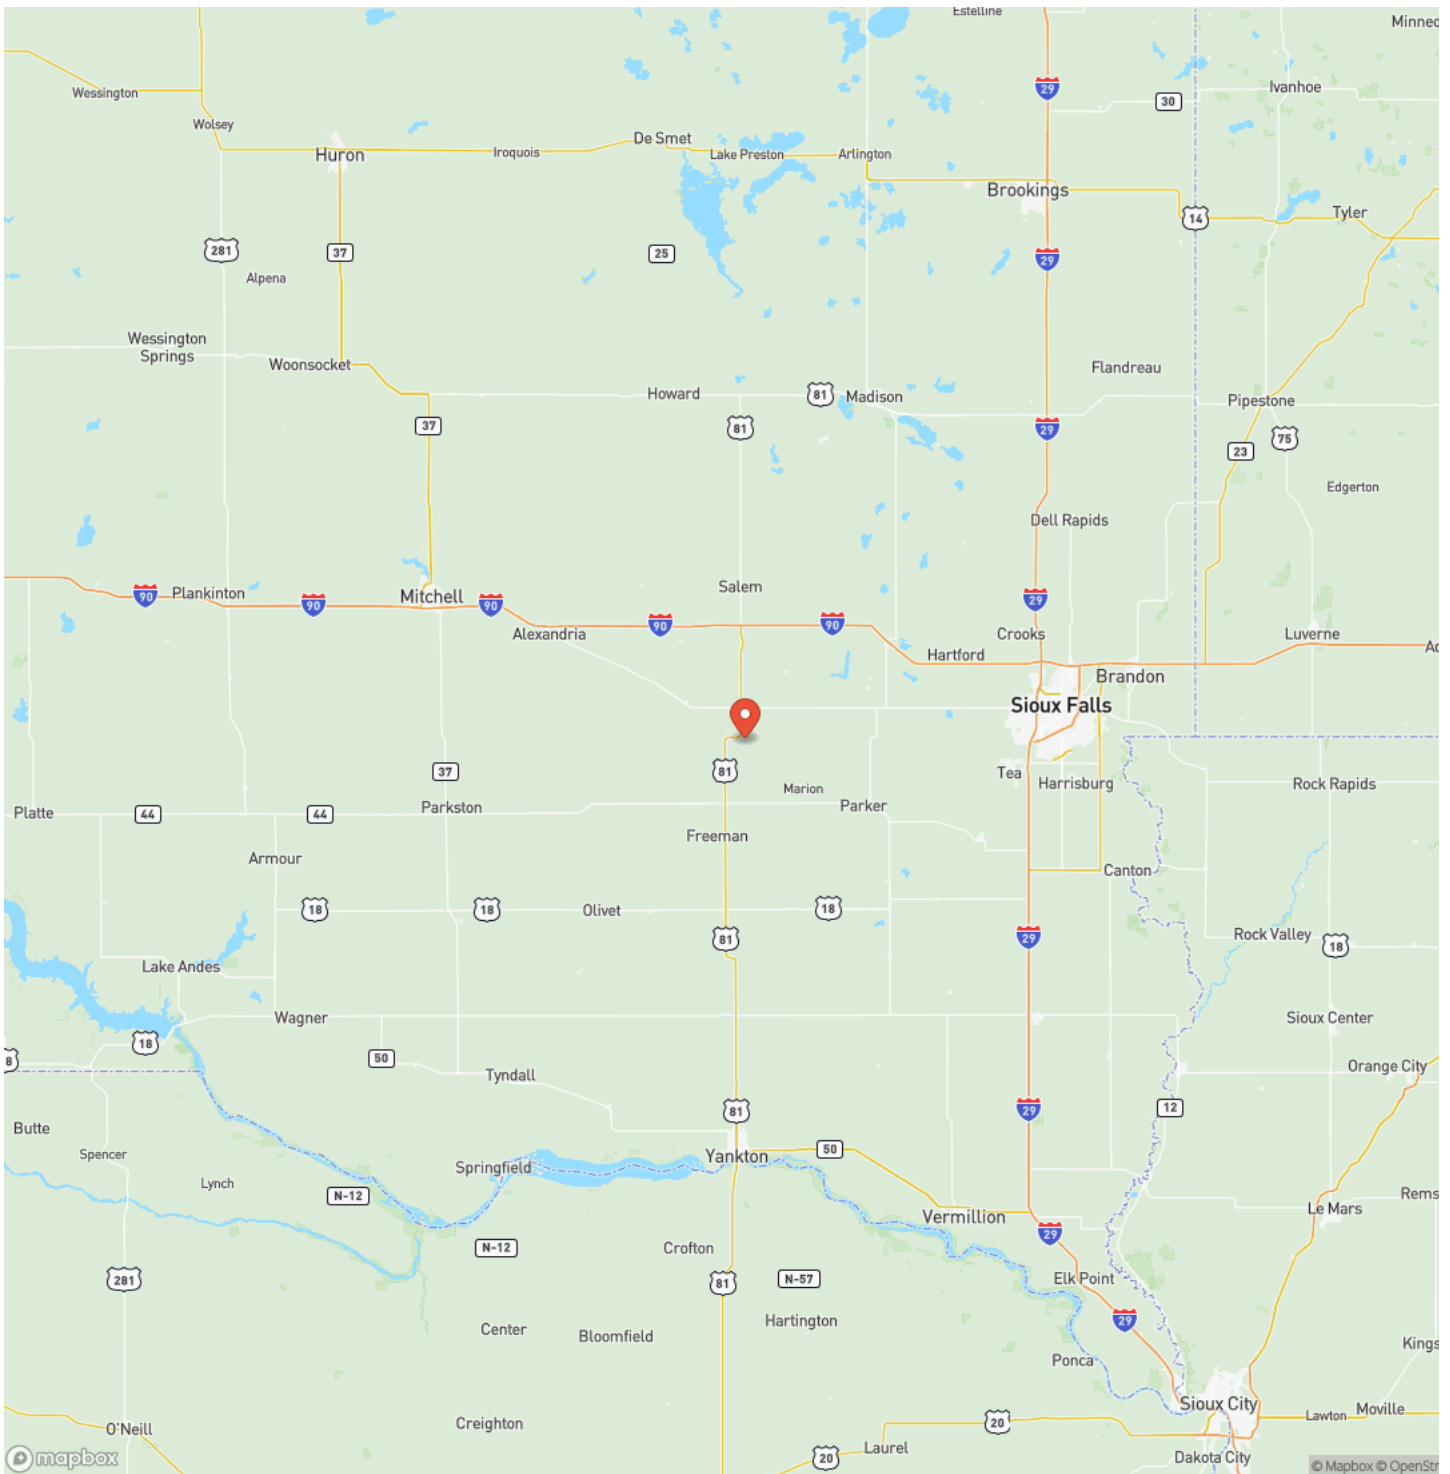 Estelline
Minnec
29
30
Ivanhoe
Wessington
Wolsey
Huron
Iroquois
De Smet
Lake Preston
Arlington
Brookings
14
Tyler
281
37
25
29
Alpena
Wessington
Springs
Woonsocket
Flandreau
Howard
81
Madison
Pipestone
37
81
29
75
23
Edgerton
Dell Rapids
Salem
90
Plankinton
90
Mitchell
90
29
90
90
Alexandria
Crooks
Luverne
Hartford
Ac
Brandon
Sioux Falls
37
81
Tea
Marion
Harrisburg
Rock Rapids
Platte
44
44
Parkston
Parker
Freeman
Armour
Canton
18
18
Olivet
18
81
29
Rock Valley
18
Lake Andes
Wagner
Sioux Center
18
8
50
Tyndall
Orange City
81
29
12
Butte
Spencer
Yankton
50
Springfield
Lynch
N-12
Rems
Le Mars
Vermillion
29
N-12
Crofton
281
81
N-57
Elk Point
Center
Bloomfield
Hartington
29
Kings
Ponca
Sioux City
O'Neill
Creighton
20
Lawton
Moville
Laurel
20
Dakota City
mapbox
© Mapbox © OpenStr